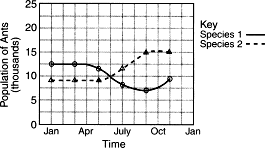 Population of Ants
(thousands)
25
20
15
10
5
0
Jan Apr July Oct Jan
Time
Key
Species 1
Species 2